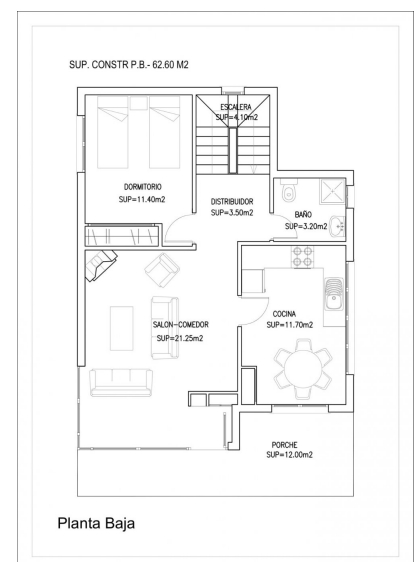 SUP. CONSTR P.B.- 62.60 M2
ESCALERA
SUP=4.10m2
DORMITORIO
SUP=11.40m2
DISTRIBUIDOR
SUP=3.50m2
BAÑO
SUP=3.20m2
SALON-COMEDOR
SUP=21.25m2
COCINA
SUP=11.70m2
PORCHE
SUP=12.00m2
Planta Baja